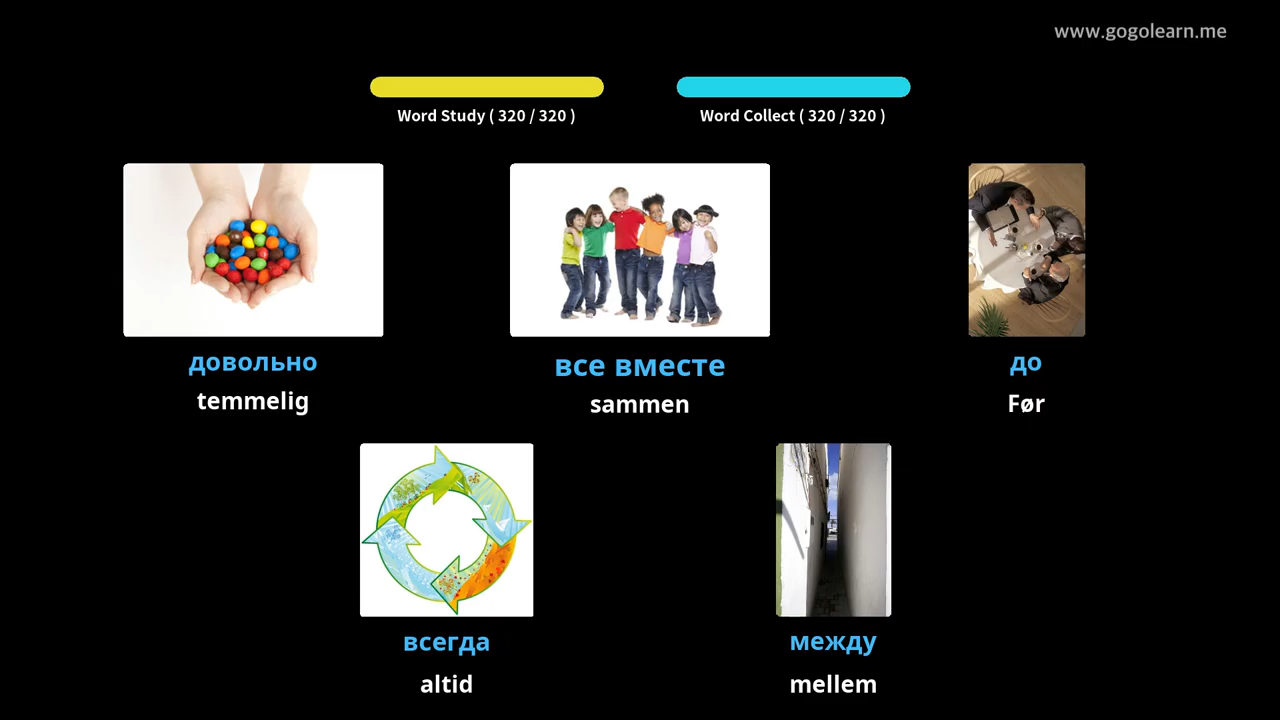 www.gogolearn.me
Word Study ( 320 / 320 )
Word Collect ( 320 / 320 )
довольно
temmelig
все вместе
sammen
до
Før
всегда
altid
между
mellem